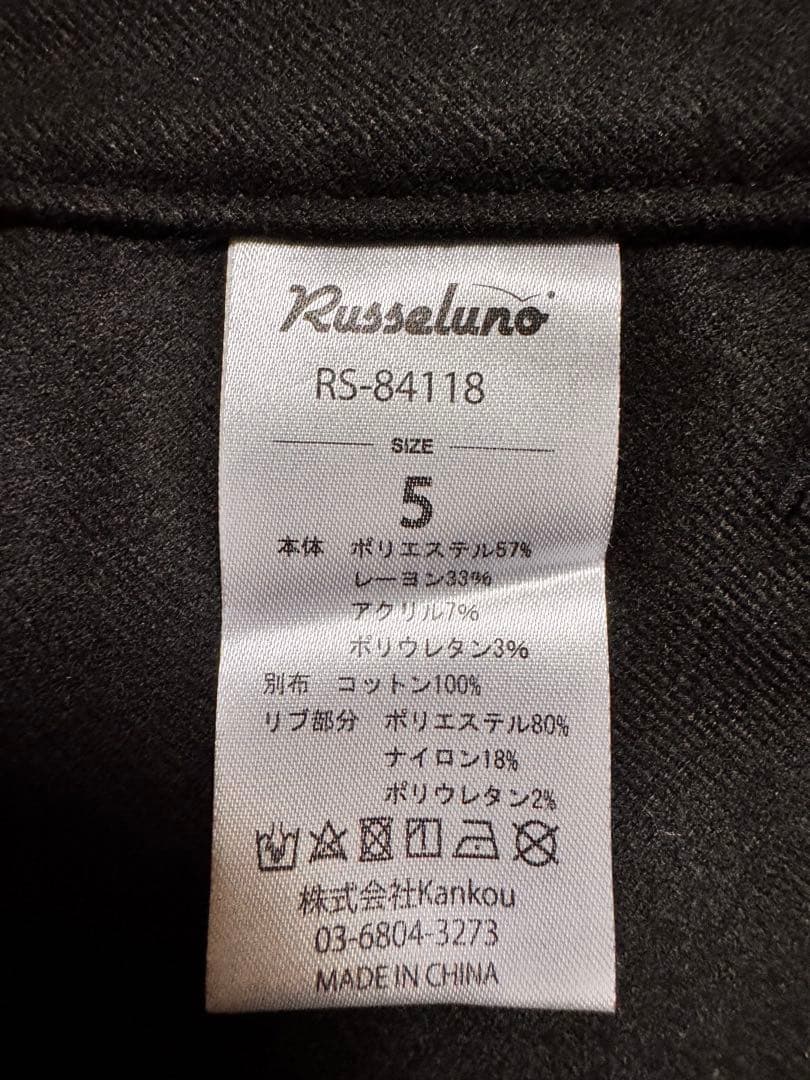 Russeluno
RS-84118
SIZE
5
本体 ポリエステル57%
レーヨン33%
アクリル7%
ポリウレタン3%
別布 コットン100%
リブ部分 ポリエステル80%
ナイロン18%
ポリウレタン2%
株式会社Kankou
03-6804-3273
MADE IN CHINA